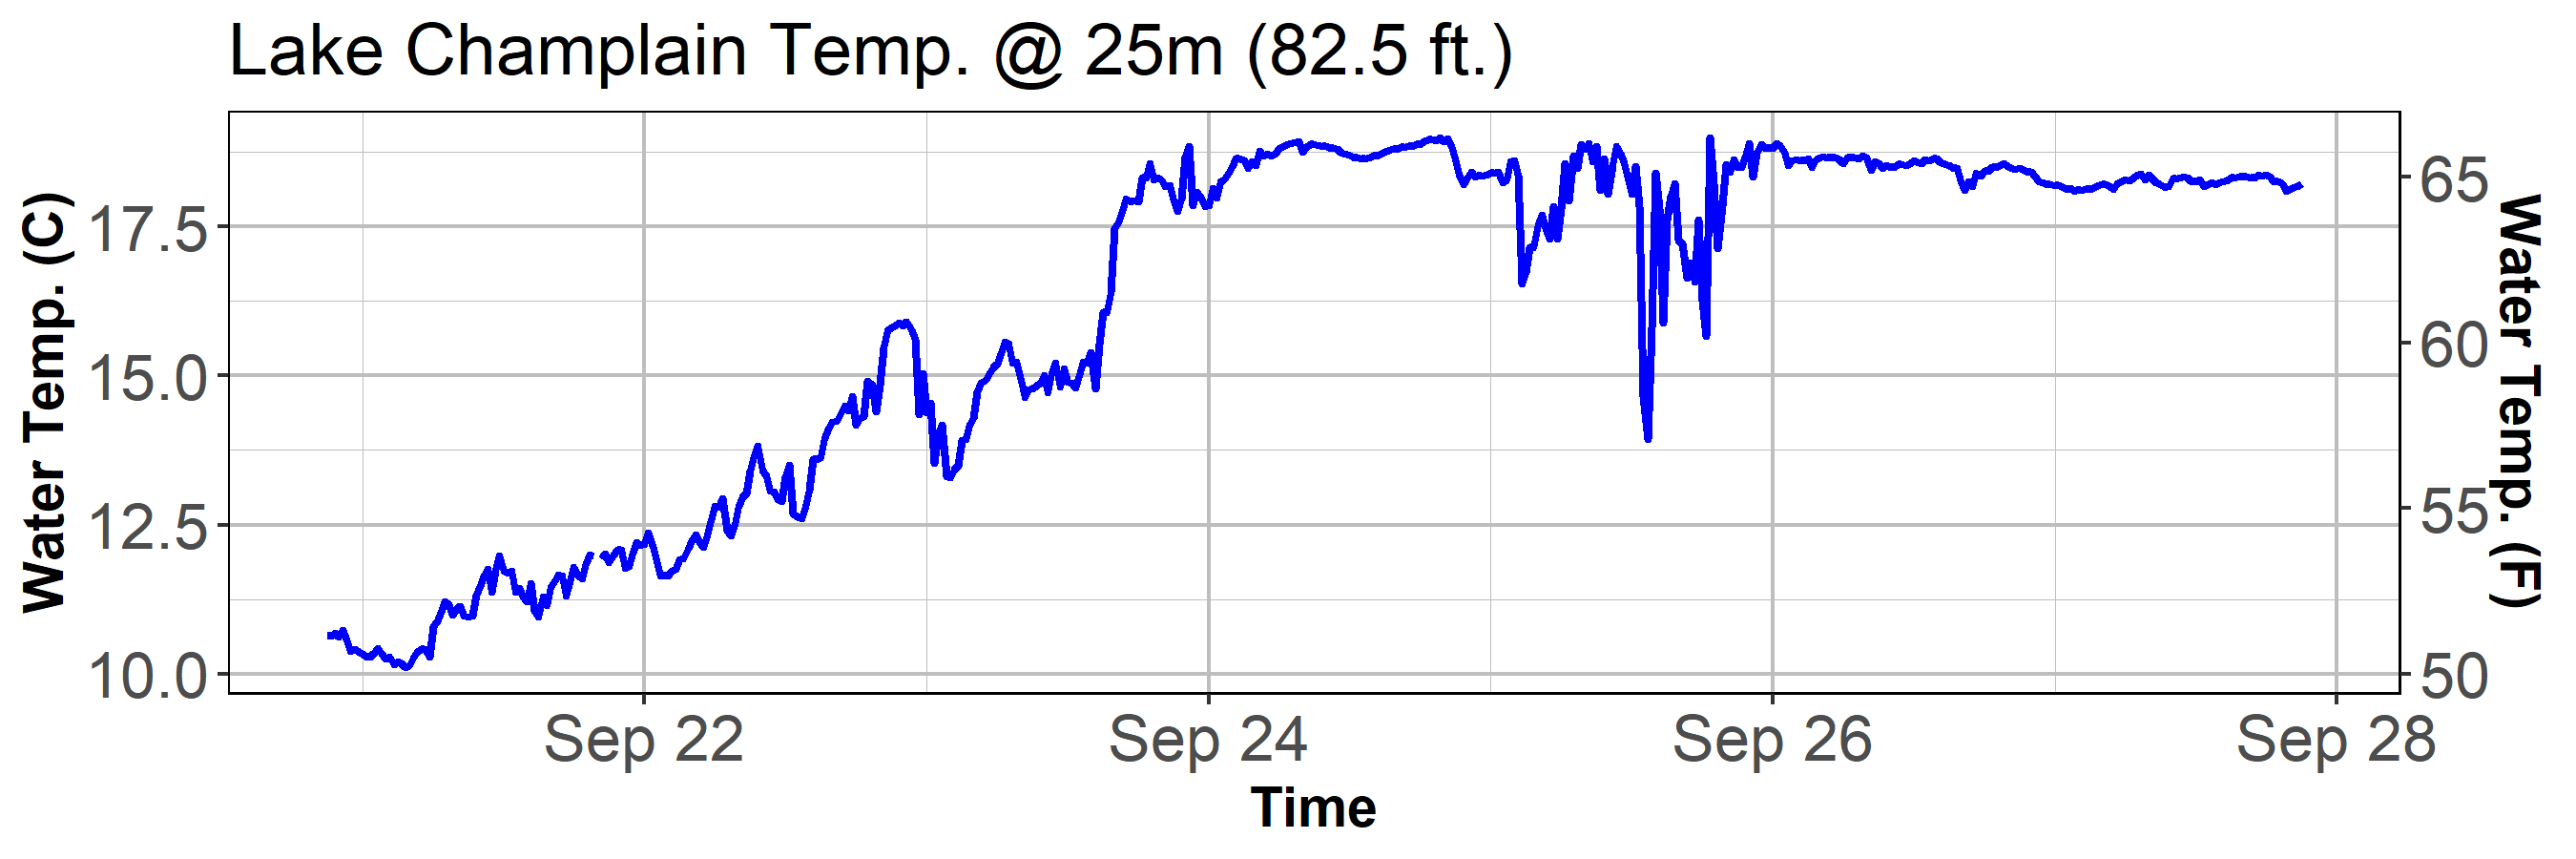 Lake Champlain Temp. @ 25m (82.5 ft.)
Water Temp. (C)
17.5
15.0
12.5
10.0
65
60
55
50
Water Temp. (F)
Sep 22 Sep 24 Sep 26 Sep 28
Time